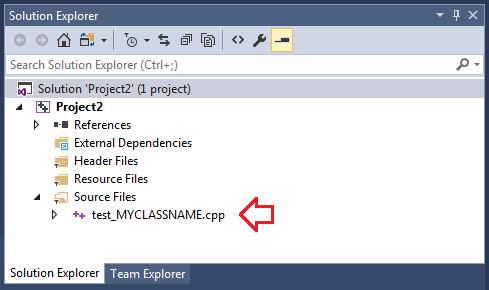 Solution Explorer
Search Solution Explorer (Ctrl+;)
Solution 'Project2' (1 project)
Project2
References
External Dependencies
Header Files
Resource Files
Source Files
test_MYCLASSNAME.cpp
Solution Explorer Team Explorer